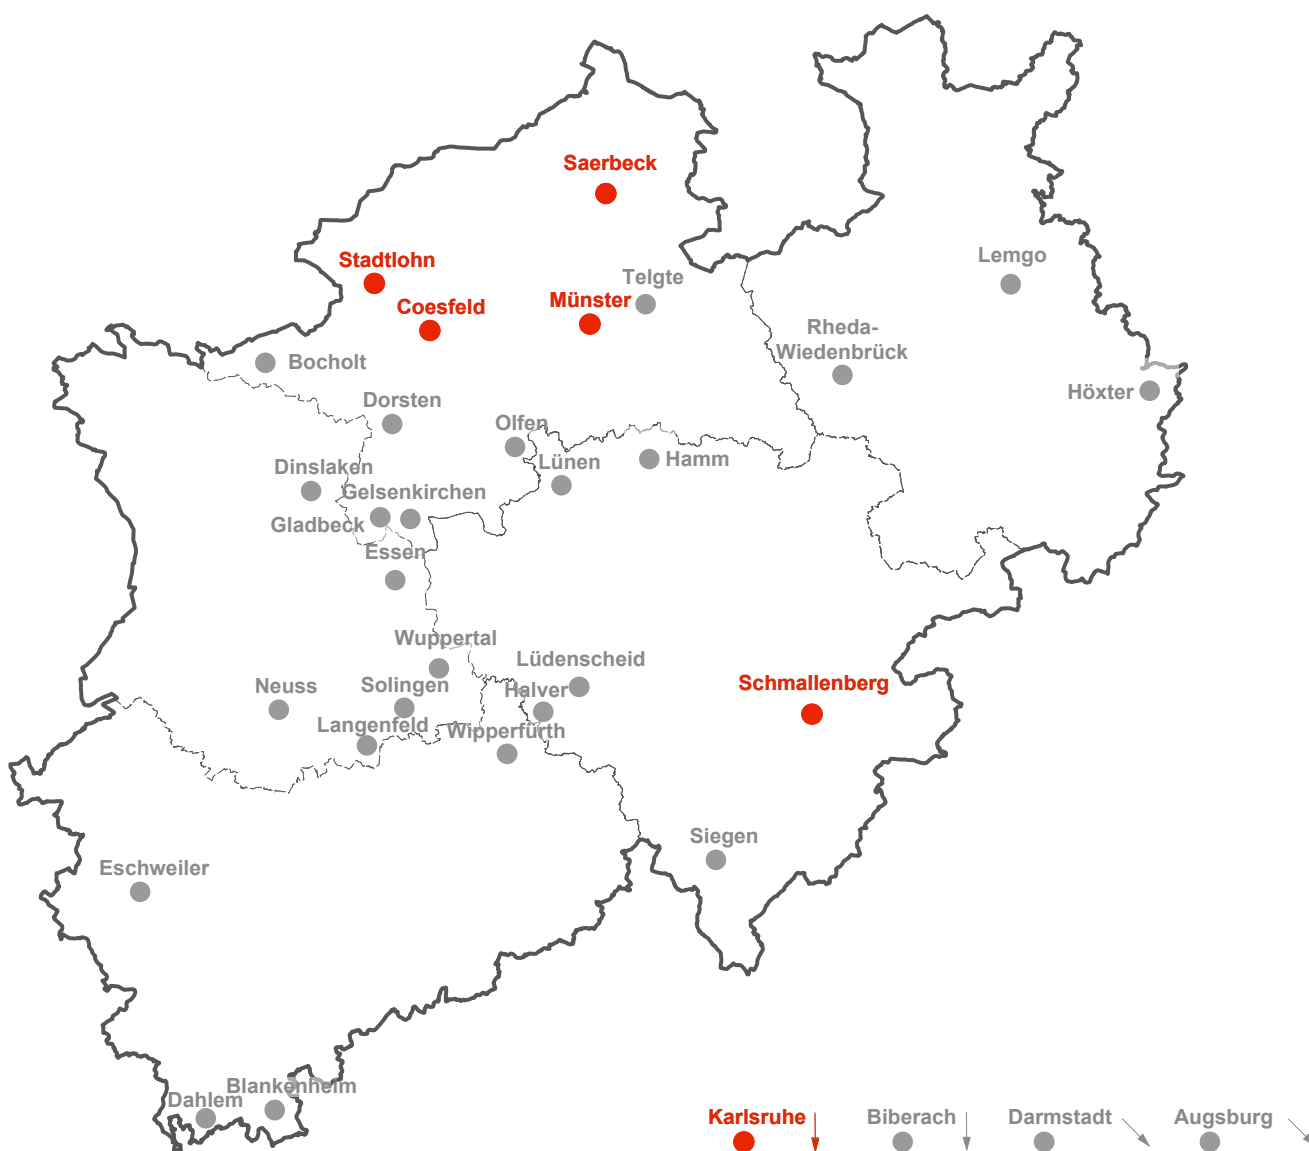 Saerbeck
Lemgo
Stadtlohn
Telgte
Coesfeld
Münster
Rheda-
Wiedenbrück
Bocholt
Höxter
Dorsten
Olfen
Lünen
Hamm
Dinslaken
Gelsenkirchen
Gladbeck
Essen
Wuppertal
Lüdenscheid
Neuss
Solingen
Halver
Schmallenberg
Langenfeld
Wipperfürth
Siegen
Eschweiler
Blankenheim
Dahlem
Karlsruhe
Biberach
Darmstadt
Augsburg